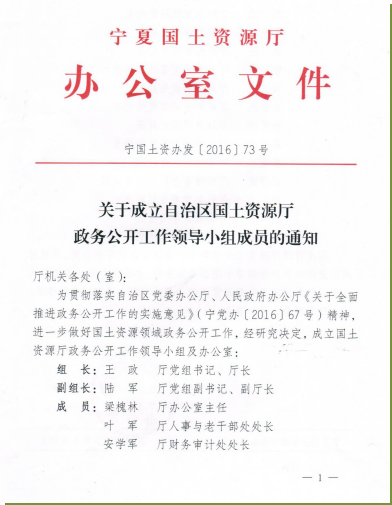 宁夏国土资源厅
办公室文件
宁国土资办发〔2016〕73号
关于成立自治区国土资源厅
政务公开工作领导小组成员的通知
厅机关各处（室）：
为贯彻落实自治区党委办公厅、人民政府办公厅《关于全面
推进政务公开工作的实施意见》（宁党办〔2016〕67号）精神，
进一步做好国土资源领域政务公开工作，经研究决定，成立国土
资源厅政务公开工作领导小组及办公室：
组 长：王 政 厅党组书记、厅长
副组长：陆 军 厅党组副书记、副厅长
成 员：梁槐林 厅办公室主任
叶 军 厅人事与老干部处处长
安学军 厅财务审计处处长
— 1 —